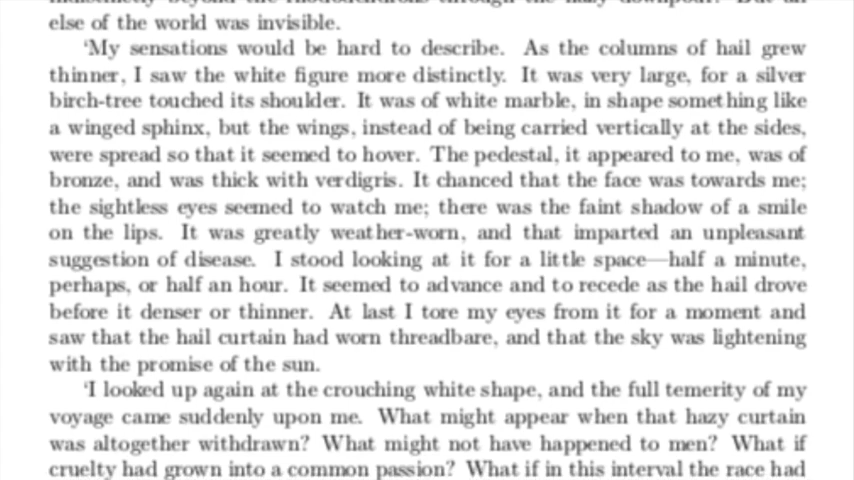 else of the world was invisible.
‘My sensations would be hard to describe. As the columns of hail grew
thinner, I saw the white figure more distinctly. It was very large, for a silver
birch-tree touched its shoulder. It was of white marble, in shape something like
a winged sphinx, but the wings, instead of being carried vertically at the sides,
were spread so that it seemed to hover. The pedestal, it appeared to me, was of
bronze, and was thick with verdigris. It chanced that the face was towards me;
the sightless eyes seemed to watch me; there was the faint shadow of a smile
on the lips. It was greatly weather-worn, and that imparted an unpleasant
suggestion of disease. I stood looking at it for a little space—half a minute,
perhaps, or half an hour. It seemed to advance and to recede as the hail drove
before it denser or thinner. At last I tore my eyes from it for a moment and
saw that the hail curtain had worn threadbare, and that the sky was lightening
with the promise of the sun.
‘I looked up again at the crouching white shape, and the full temerity of my
voyage came suddenly upon me. What might appear when that hazy curtain
was altogether withdrawn? What might not have happened to men? What if
cruelty had grown into a common passion? What if in this interval the race had